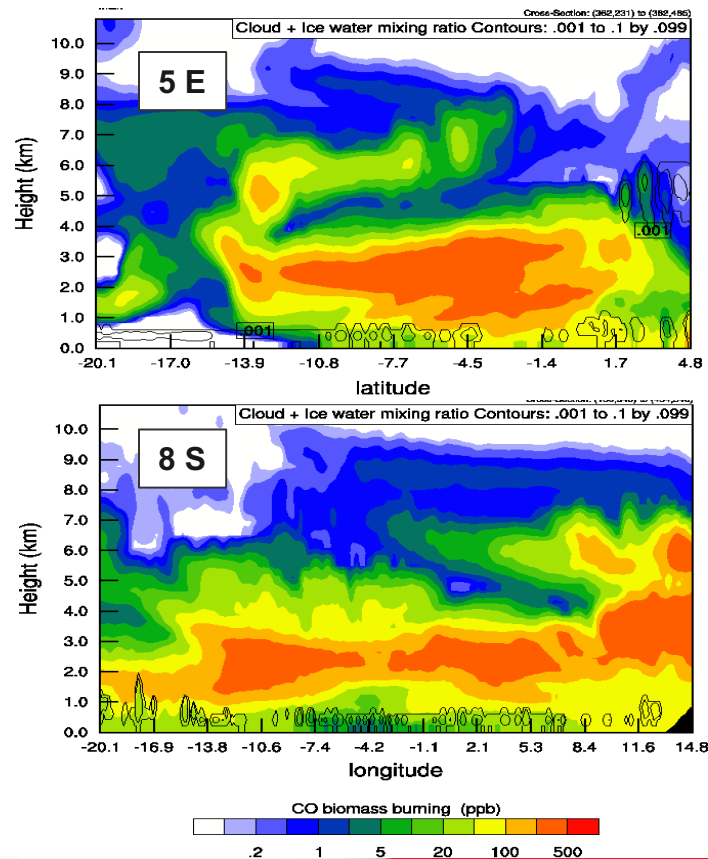 Cross-Section: (362,231) to (382,485)
Cloud + Ice water mixing ratio Contours: .001 to .1 by .099
5 E
10.0
9.0
8.0
7.0
6.0
5.0
4.0
3.0
2.0
1.0
0.0
Height (km)
.001
.001
-20.1 -17.0 -13.9 -10.8 -7.7 -4.5 -1.4 1.7 4.8
latitude
Cloud + Ice water mixing ratio Contours: .001 to .1 by .099
8 S
10.0
9.0
8.0
7.0
6.0
5.0
4.0
3.0
2.0
1.0
0.0
Height (km)
-20.1 -16.9 -13.8 -10.6 -7.4 -4.2 -1.1 2.1 5.3 8.4 11.6 14.8
longitude
CO biomass burning (ppb)
.2 1 5 20 100 500